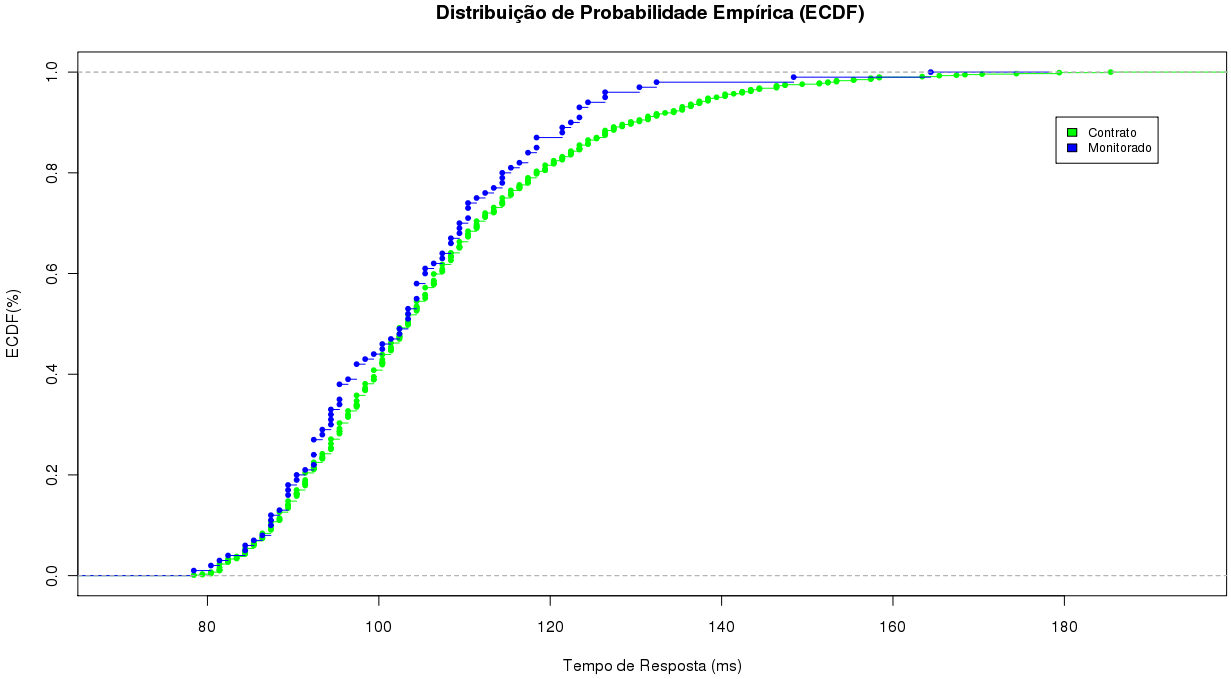 Distribuição de Probabilidade Empírica (ECDF)
ECDF(%)
1.0
0.8
0.6
0.4
0.2
0.0
Contrato
Monitorado
80 100 120 140 160 180
Tempo de Resposta (ms)